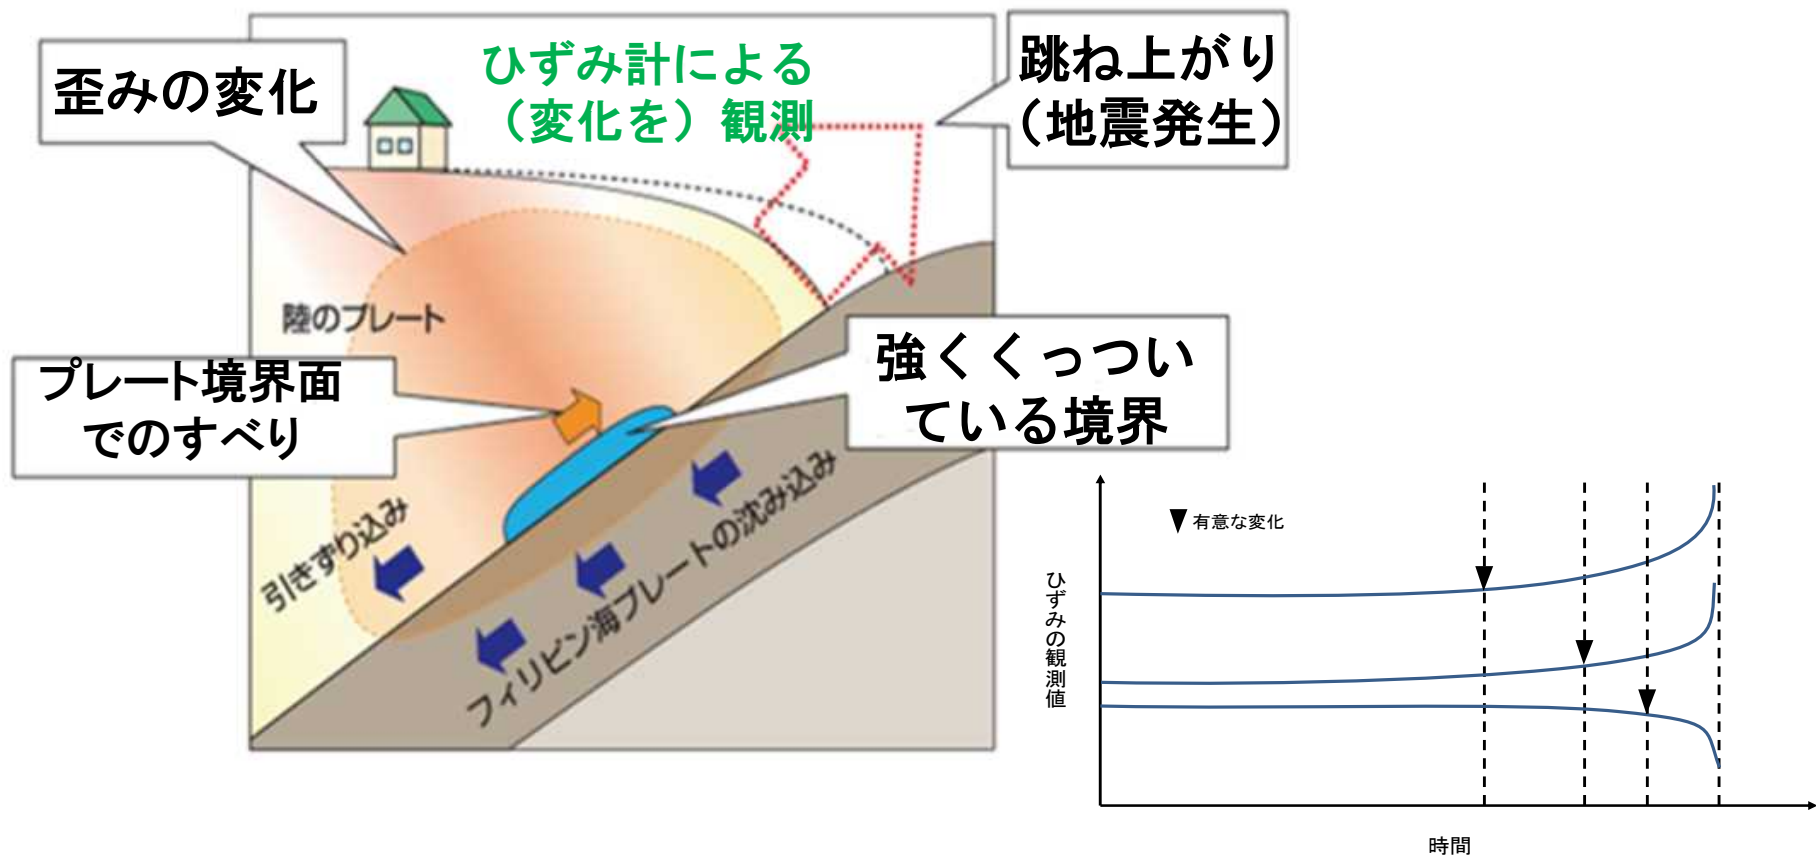 歪みの変化
ひずみ計による
（変化を）観測
跳ね上がり
（地震発生）
陸のプレート
プレート境界面
でのすべり
強くくっつい
ている境界
引きずり込み
フィリピン海プレートの沈み込み
▼有意な変化
ひずみの観測値
時間